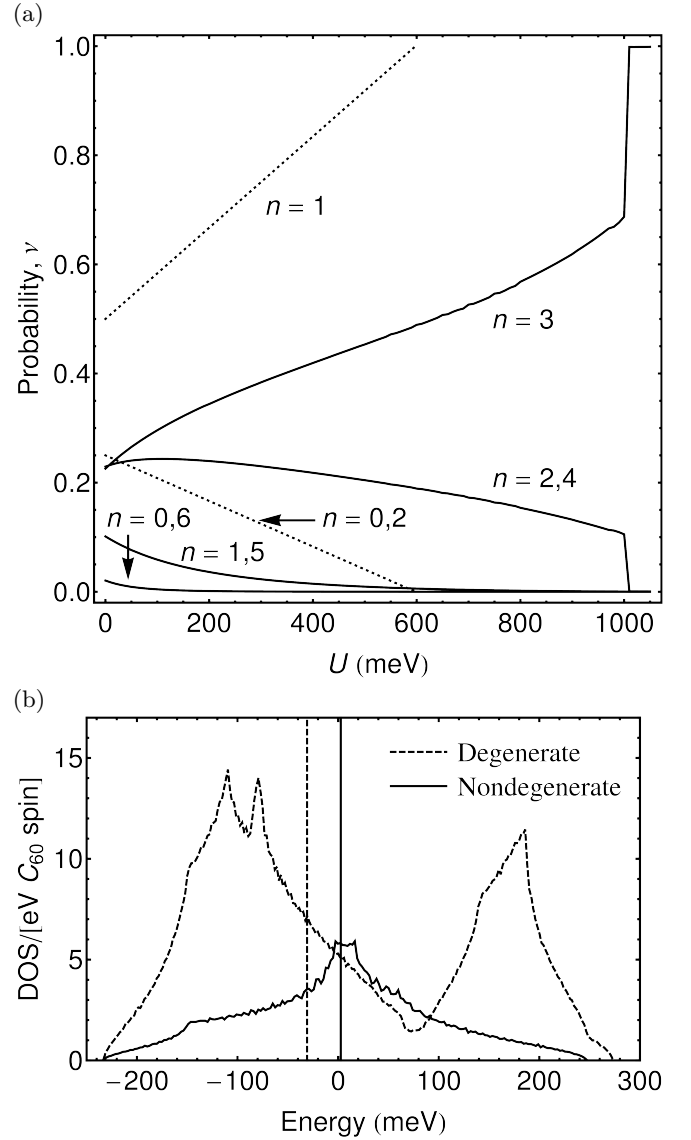 (a)
1.0
0.8
0.6
0.4
0.2
0.0
Probability, ν
n = 1
n = 3
n = 2,4
n = 0,6
n = 0,2
n = 1,5
0 200 400 600 800 1000
U (meV)
(b)
15
10
5
0
DOS/[eV C60 spin]
Degenerate
Nondegenerate
−200 −100 0 100 200 300
Energy (meV)